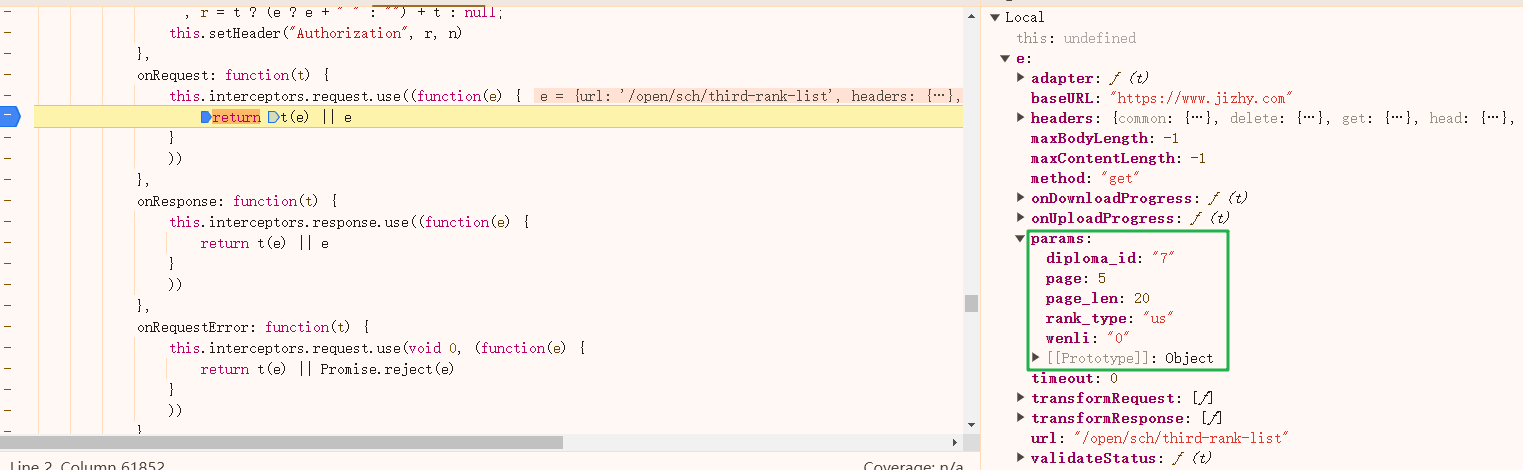 , r = t ? (e ? e + " " : "") + t : null;
this.setHeader("Authorization", r, n)
},
onRequest: function(t) {
this.interceptors.request.use((function(e) { e = {url: '/open/sch/third-rank-list', headers: {…},
return t(e) || e
}
))
},
onResponse: function(t) {
this.interceptors.response.use((function(e) {
return t(e) || e
}
))
},
onRequestError: function(t) {
this.interceptors.request.use(void 0, (function(e) {
return t(e) || Promise.reject(e)
}
))
}
Line 2, Column 61852
Coverage: n/a
Local
this: undefined
e:
adapter: ƒ (t)
baseURL: "https://www.jizhy.com"
headers: {common: {…}, delete: {…}, get: {…}, head: {…},
maxBodyLength: -1
maxContentLength: -1
method: "get"
onDownloadProgress: ƒ (t)
onUploadProgress: ƒ (t)
params:
diploma_id: "7"
page: 5
page_len: 20
rank_type: "us"
wenli: "0"
[[Prototype]]: Object
timeout: 0
transformRequest: [ƒ]
transformResponse: [ƒ]
url: "/open/sch/third-rank-list"
validateStatus: ƒ (t)